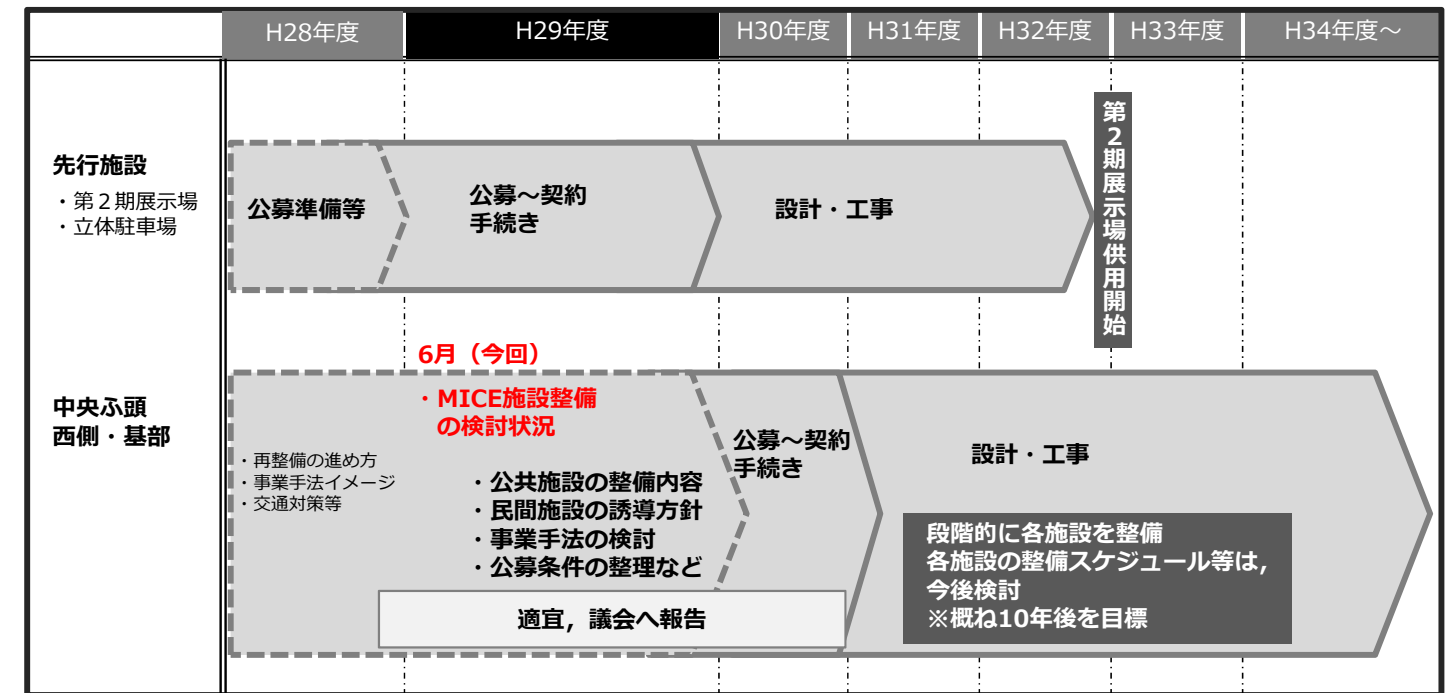 H28年度 H29年度 H30年度 H31年度 H32年度 H33年度 H34年度～
先行施設
・第２期展示場
・立体駐車場
公募準備等
公募～契約
手続き
設計・工事
第２期展示場供用開始
中央ふ頭
西側・基部
・再整備の進め方
・事業手法イメージ
・交通対策等
6月（今回）
・MICE施設整備
の検討状況
・公共施設の整備内容
・民間施設の誘導方針
・事業手法の検討
・公募条件の整理など
適宜，議会へ報告
公募～契約
手続き
設計・工事
段階的に各施設を整備
各施設の整備スケジュール等は，
今後検討
※概ね10年後を目標